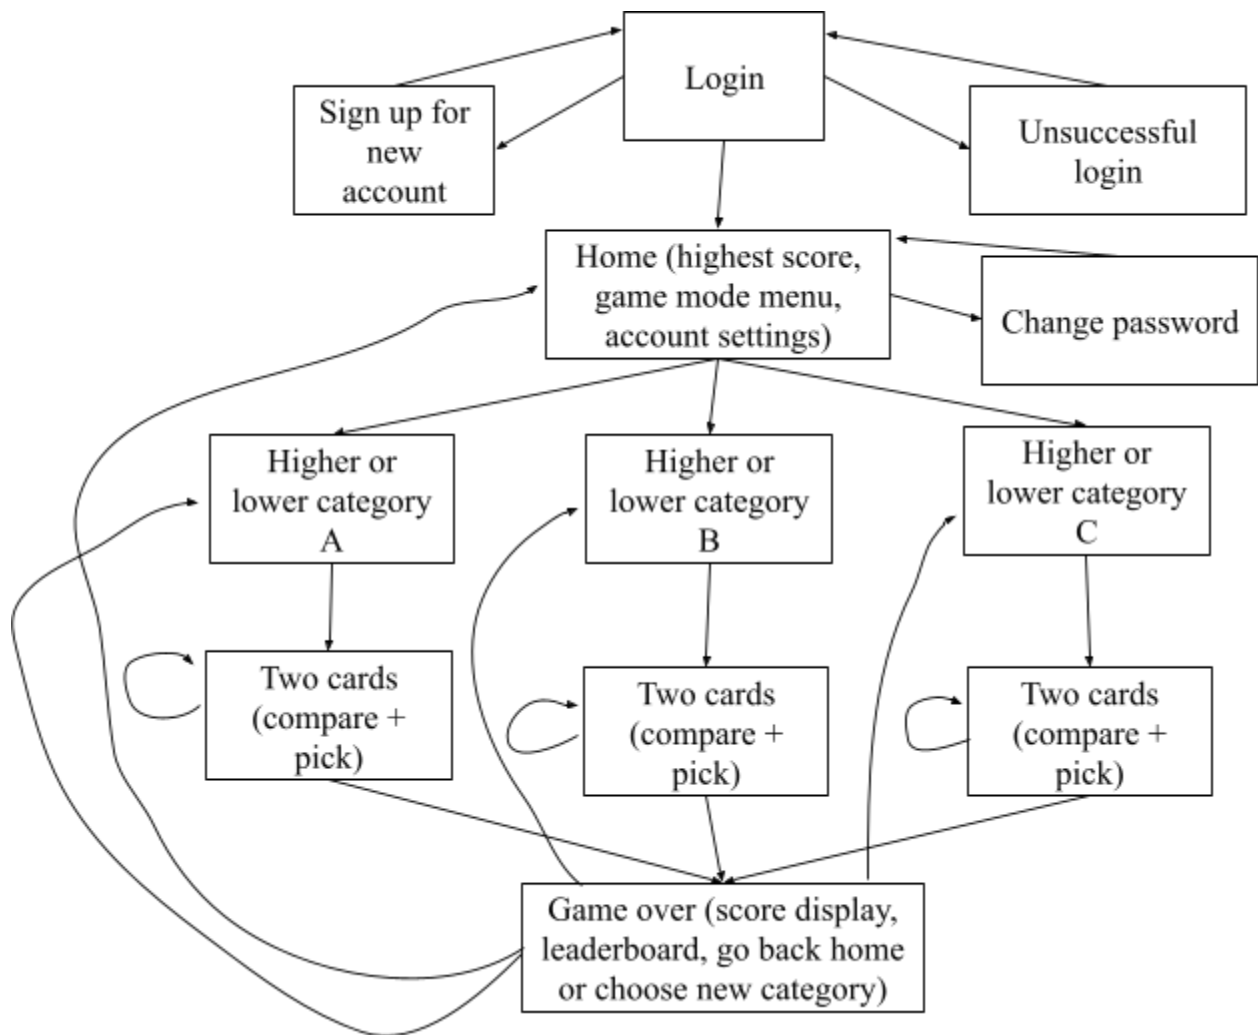 Login
Sign up for
new
account
Unsuccessful
login
Home (highest score,
game mode menu,
account settings)
Change password
Higher or
lower category
A
Higher or
lower category
B
Higher or
lower category
C
Two cards
(compare +
pick)
Two cards
(compare +
pick)
Two cards
(compare +
pick)
Game over (score display,
leaderboard, go back home
or choose new category)